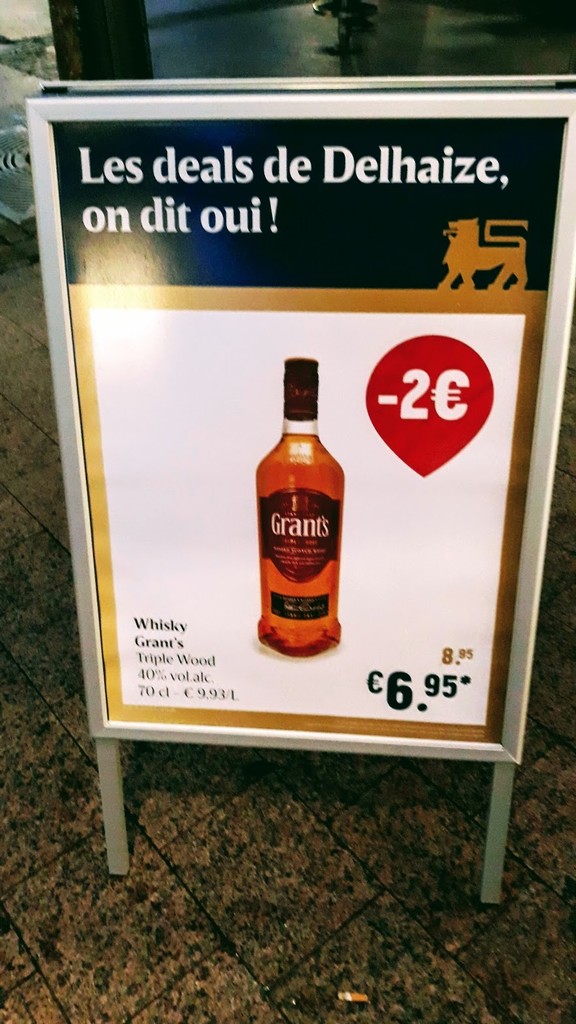 Les deals de Delhaize,
on dit oui !
-2€
Grant's
Whisky
Grant's
Triple Wood
40% vol.alc.
70 cl - € 9,93/L
8.95
€6.95*